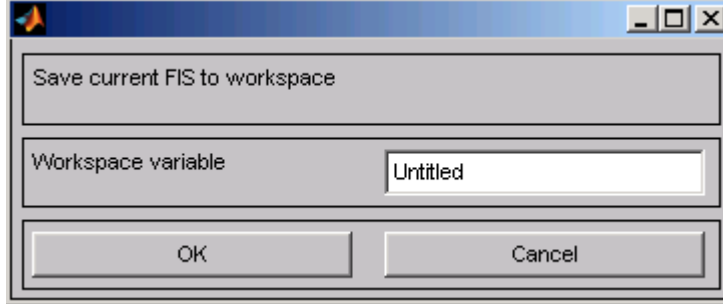 Save current FIS to workspace
Workspace variable
Untitled
OK
Cancel